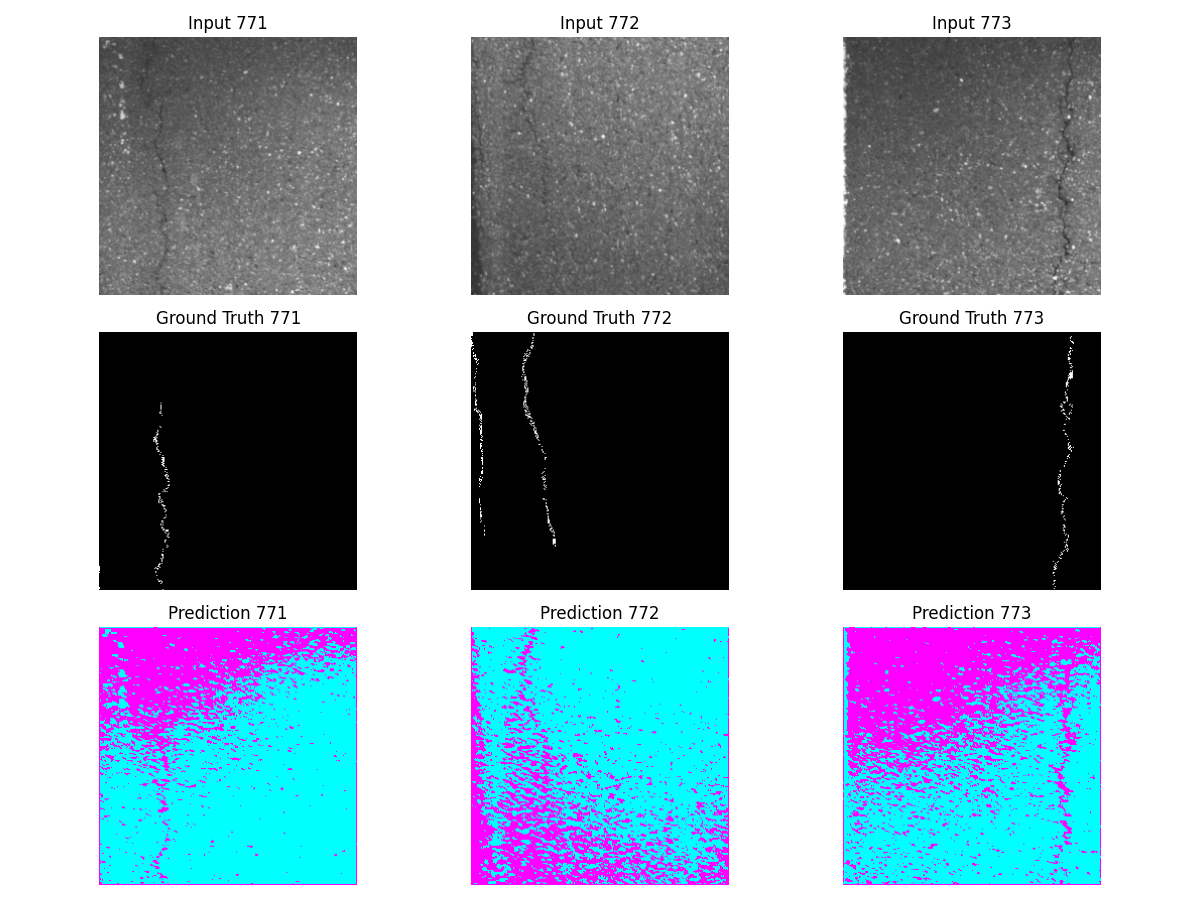 Input 771
Input 772
Input 773
Ground Truth 771
Ground Truth 772
Ground Truth 773
Prediction 771
Prediction 772
Prediction 773